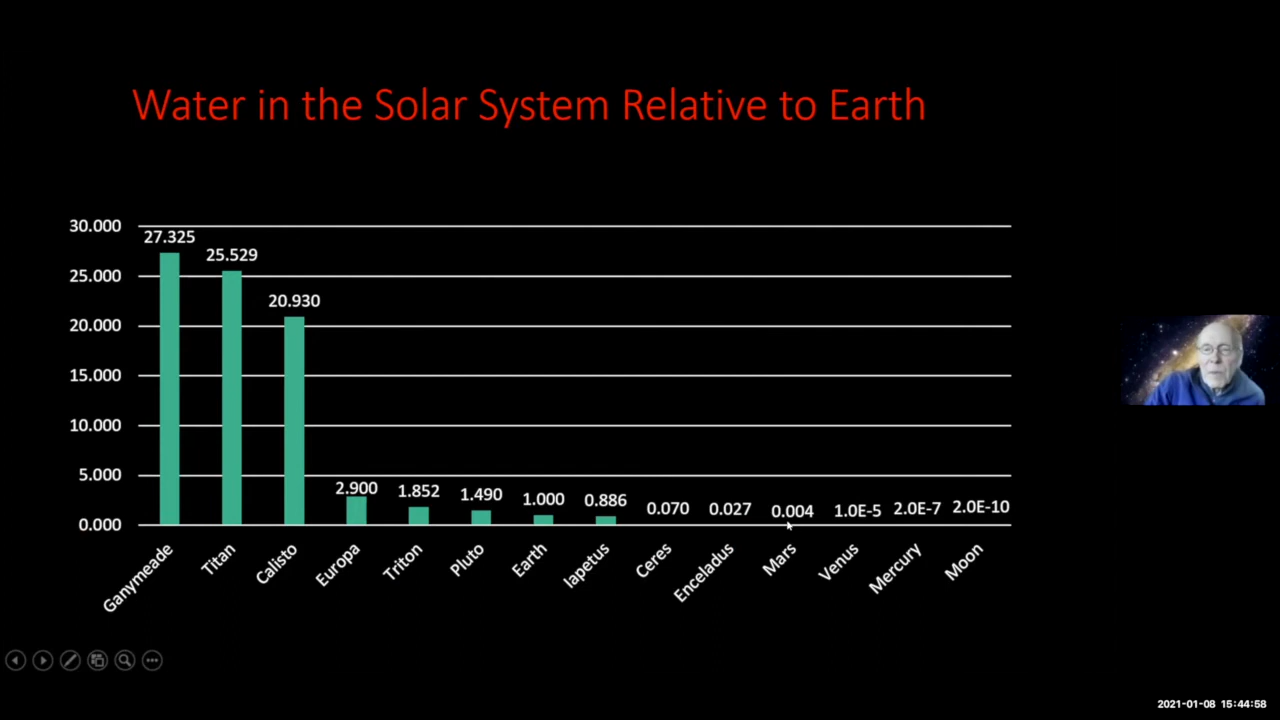 Water in the Solar System Relative to Earth
30.000
27.325
25.529
25.000
20.930
20.000
15.000
10.000
5.000
2.900
1.852
1.490
1.000
0.886
0.070
0.027
0.004
1.0E-5
2.0E-7
2.0E-10
0.000
Ganymeade
Titan
Calisto
Europa
Triton
Pluto
Earth
Iapetus
Ceres
Enceladus
Mars
Venus
Mercury
Moon
2021-01-08 15:44:58